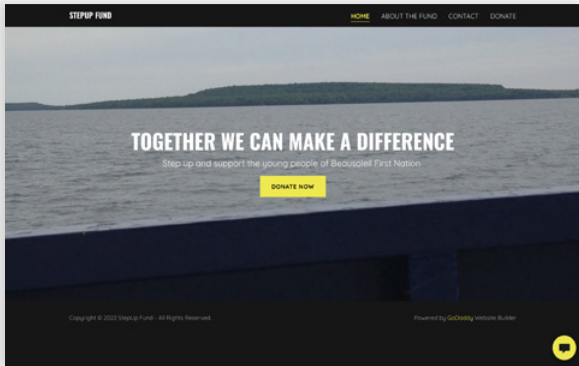 STEPUP FUND
HOME ABOUT THE FUND CONTACT DONATE
TOGETHER WE CAN MAKE A DIFFERENCE
Step up and support the young people of Beausoleil First Nation
DONATE NOW
Copyright © 2022 StepUp Fund - All Rights Reserved.
Powered by GoDaddy Website Builder